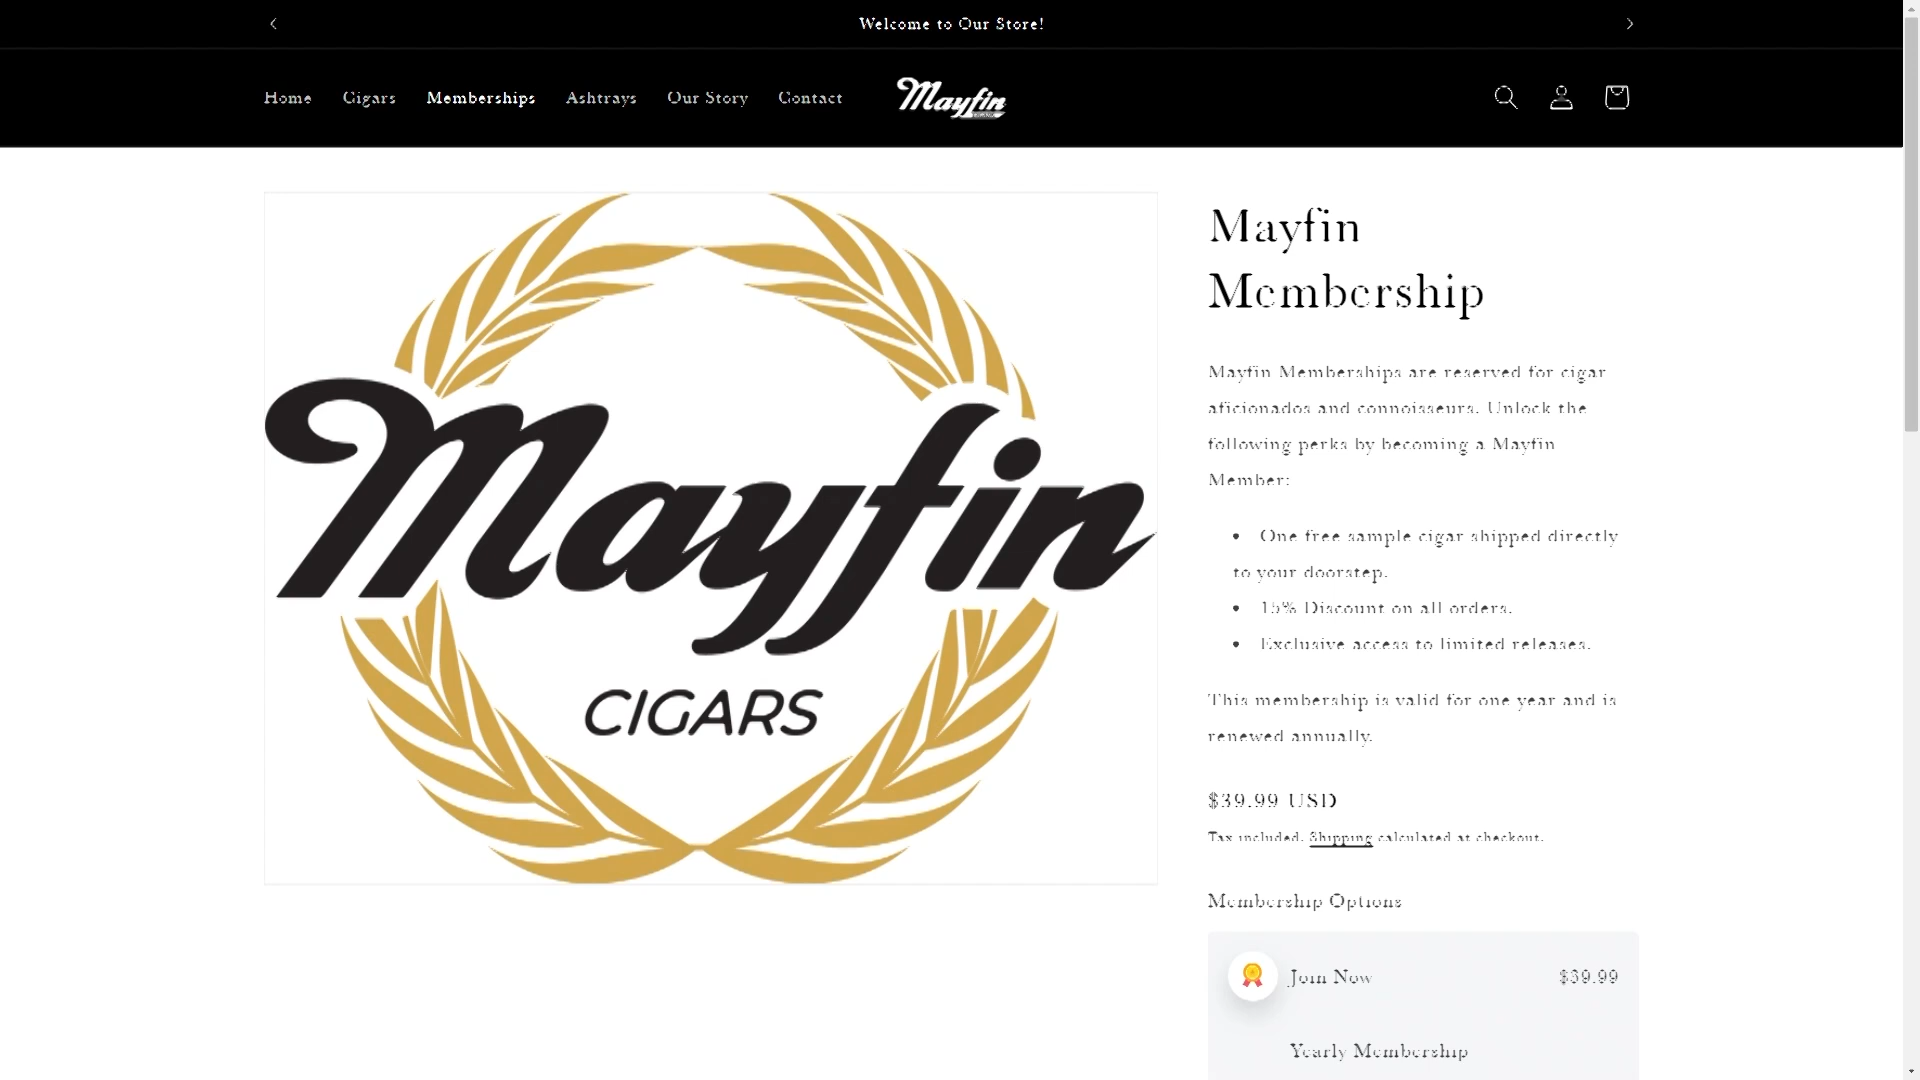 Welcome to Our Store!
Home Cigars Memberships Ashtrays Our Story Contact
Mayfin
Mayfin
CIGARS
Mayfin
Membership
Mayfin Memberships are reserved for cigar
aficionados and connoisseurs. Unlock the
following perks by becoming a Mayfin
Member:
• One free sample cigar shipped directly
to your doorstep.
• 15% Discount on all orders.
• Exclusive access to limited releases.
This membership is valid for one year and is
renewed annually.
$39.99 USD
Tax included. Shipping calculated at checkout.
Membership Options
Join Now $39.99
Yearly Membership